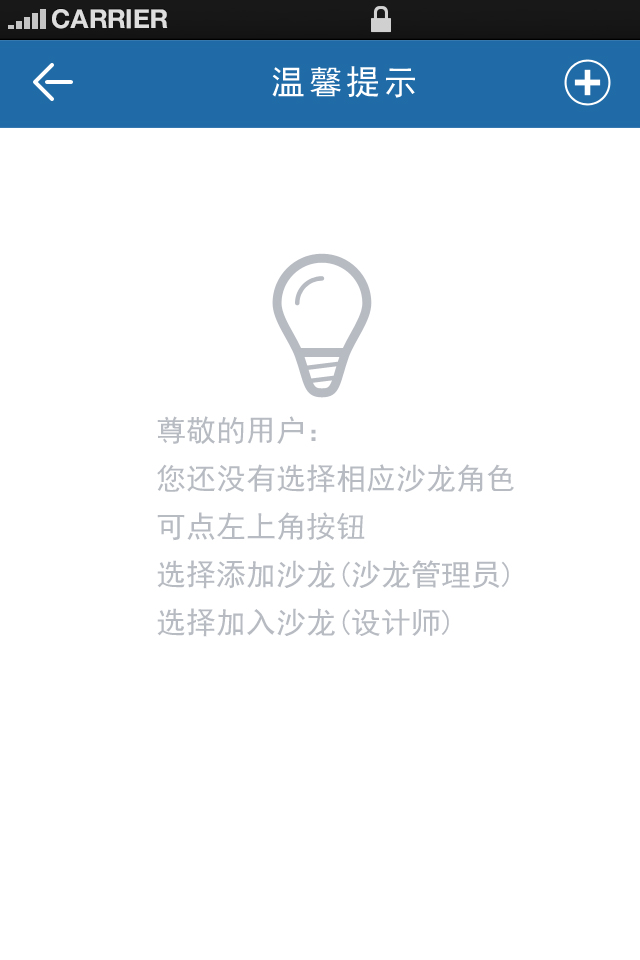 CARRIER
温馨提示
尊敬的用户:
您还没有选择相应沙龙角色
可点左上角按钮
选择添加沙龙(沙龙管理员)
选择加入沙龙(设计师)